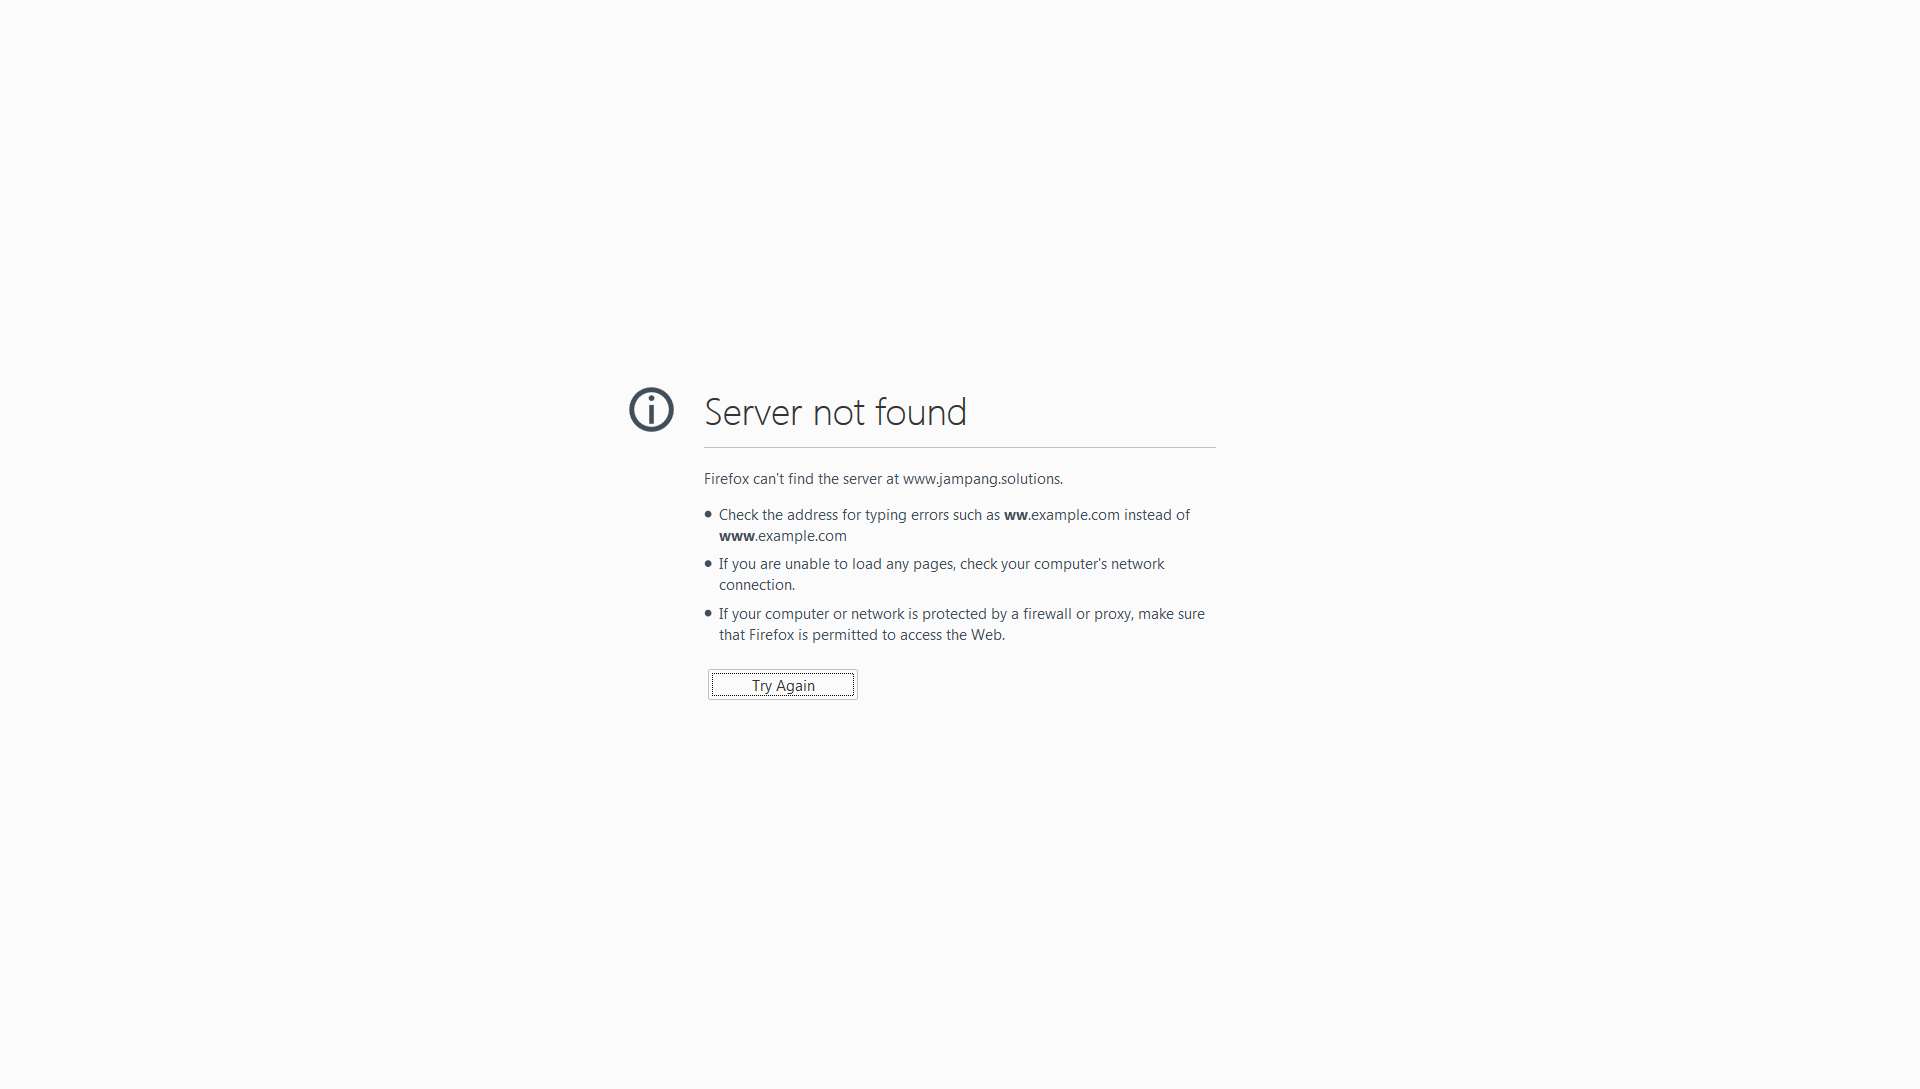 Server not found
Firefox can't find the server at www.jampang.solutions.
Check the address for typing errors such as ww.example.com instead of
www.example.com
If you are unable to load any pages, check your computer's network
connection.
If your computer or network is protected by a firewall or proxy, make sure
that Firefox is permitted to access the Web.
Try Again